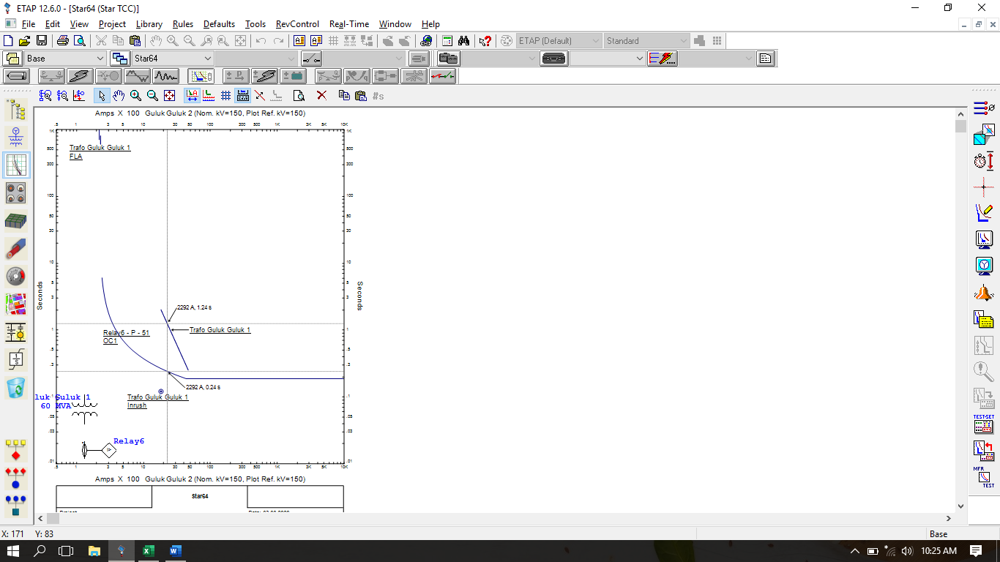 ETAP 12.6.0 - [Star64 (Star TCC)]
File Edit View Project Library Rules Defaults Tools RevControl Real-Time Window Help
ETAP (Default) Standard
Base Star64
#s
Amps X 100 Guluk Guluk 2 (Nom. kV=150, Plot Ref. kV=150)
.5 1 3 5 10 30 50 100 300 500 1K 3K 5K 10K
1K 1K
Trafo Guluk Guluk 1
FLA
500 500
300 300
100 100
50 50
30 30
10 10
5 5
3 3
Seconds Seconds
2292 A, 1.24 s
1 1
Trafo Guluk Guluk 1
Relay6 - P - 51
OC1
.5 .5
.3 .3
2292 A, 0.24 s
.1 .1
Trafo Guluk Guluk 1
Inrush
luk Guluk 1
60 MVA
.05 .05
.03 .03
Relay6
.01 .01
.5 1 3 5 10 30 50 100 300 500 1K 3K 5K 10K
Amps X 100 Guluk Guluk 2 (Nom. kV=150, Plot Ref. kV=150)
Star64
TEST-SET
MFR
TEST
X: 171 Y: 83 Base
10:25 AM